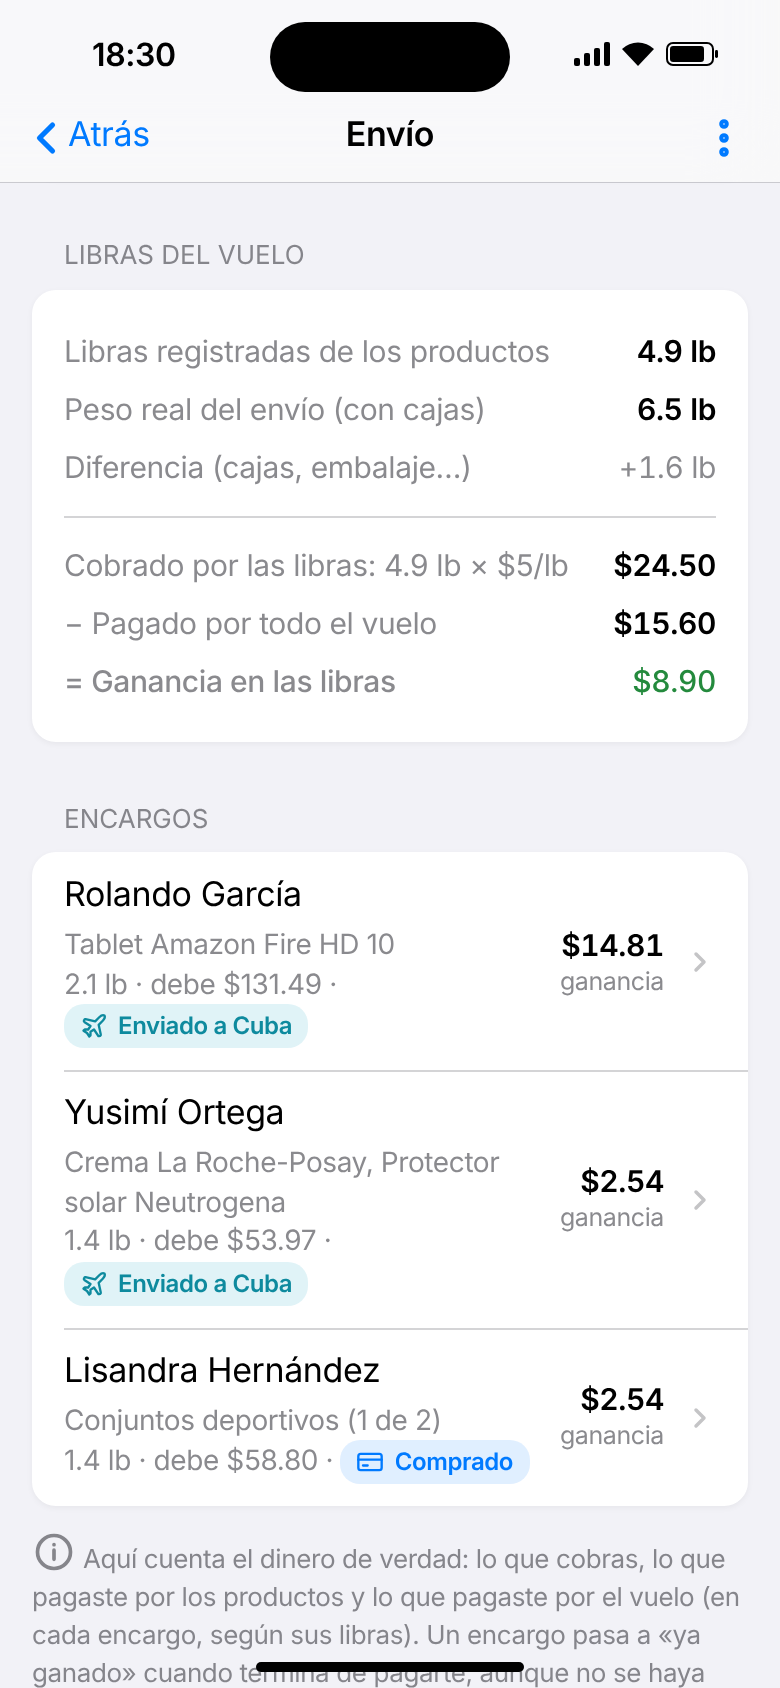 18:30
Atrás
Envío
LIBRAS DEL VUELO
Libras registradas de los productos 4.9 lb
Peso real del envío (con cajas) 6.5 lb
Diferencia (cajas, embalaje...) +1.6 lb
Cobrado por las libras: 4.9 lb × $5/lb $24.50
− Pagado por todo el vuelo $15.60
= Ganancia en las libras $8.90
ENCARGOS
Rolando García
Tablet Amazon Fire HD 10
2.1 lb · debe $131.49 ·
Enviado a Cuba
$14.81
ganancia
Yusimí Ortega
Crema La Roche-Posay, Protector
solar Neutrogena
1.4 lb · debe $53.97 ·
Enviado a Cuba
$2.54
ganancia
Lisandra Hernández
Conjuntos deportivos (1 de 2)
1.4 lb · debe $58.80 · Comprado
$2.54
ganancia
Aquí cuenta el dinero de verdad: lo que cobras, lo que
pagaste por los productos y lo que pagaste por el vuelo (en
cada encargo, según sus libras). Un encargo pasa a «ya
ganado» cuando termina de pagarte, aunque no se haya